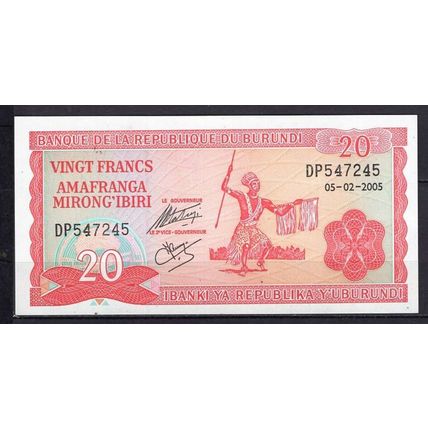 BANQUE DE LA REPUBLIQUE DU BURUNDI
20
VINGT FRANCS
DP547245
AMAFRANGA
05-02-2005
MIRONG'IBIRI
LE GOUVERNEUR
DP547245
LE 2e VICE-GOUVERNEUR
20
IBANKI YA REPUBLIKA Y'UBURUNDI